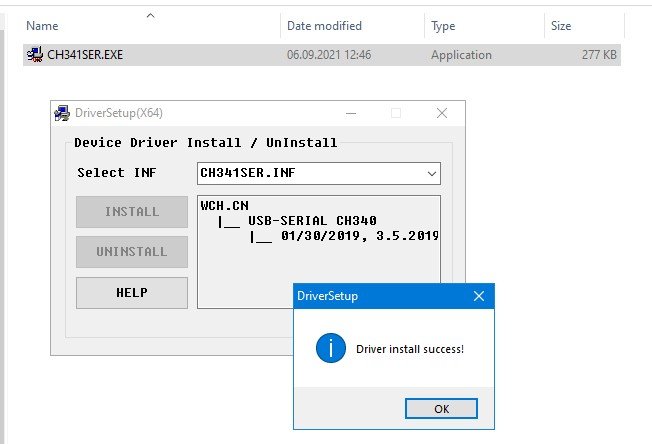 Name Date modified Type Size
CH341SER.EXE 06.09.2021 12:46 Application 277 KB
DriverSetup(X64)
Device Driver Install / UnInstall
Select INF CH341SER.INF
INSTALL
UNINSTALL
HELP
WCH.CN
|__ USB-SERIAL CH340
|__ 01/30/2019, 3.5.2019
DriverSetup
Driver install success!
OK